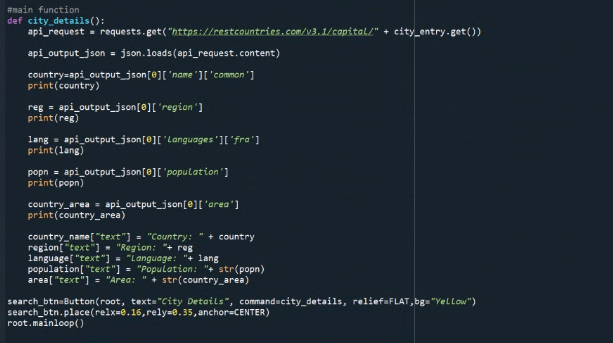 #main function
def city_details():
    api_request = requests.get("https://restcountries.com/v3.1/capital/" + city_entry.get())
    api_output_json = json.loads(api_request.content)
    country=api_output_json[0]['name']['common']
    print(country)
    reg = api_output_json[0]['region']
    print(reg)
    lang = api_output_json[0]['languages']['fra']
    print(lang)
    popn = api_output_json[0]['population']
    print(popn)
    country_area = api_output_json[0]['area']
    print(country_area)
    country_name["text"] = "Country: " + country
    region["text"] = "Region: "+ reg
    language["text"] = "Language: "+ lang
    population["text"] = "Population: "+ str(popn)
    area["text"] = "Area: " + str(country_area)
search_btn=Button(root, text="City Details", command=city_details, relief=FLAT,bg="Yellow")
search_btn.place(relx=0.16,rely=0.35,anchor=CENTER)
root.mainloop()